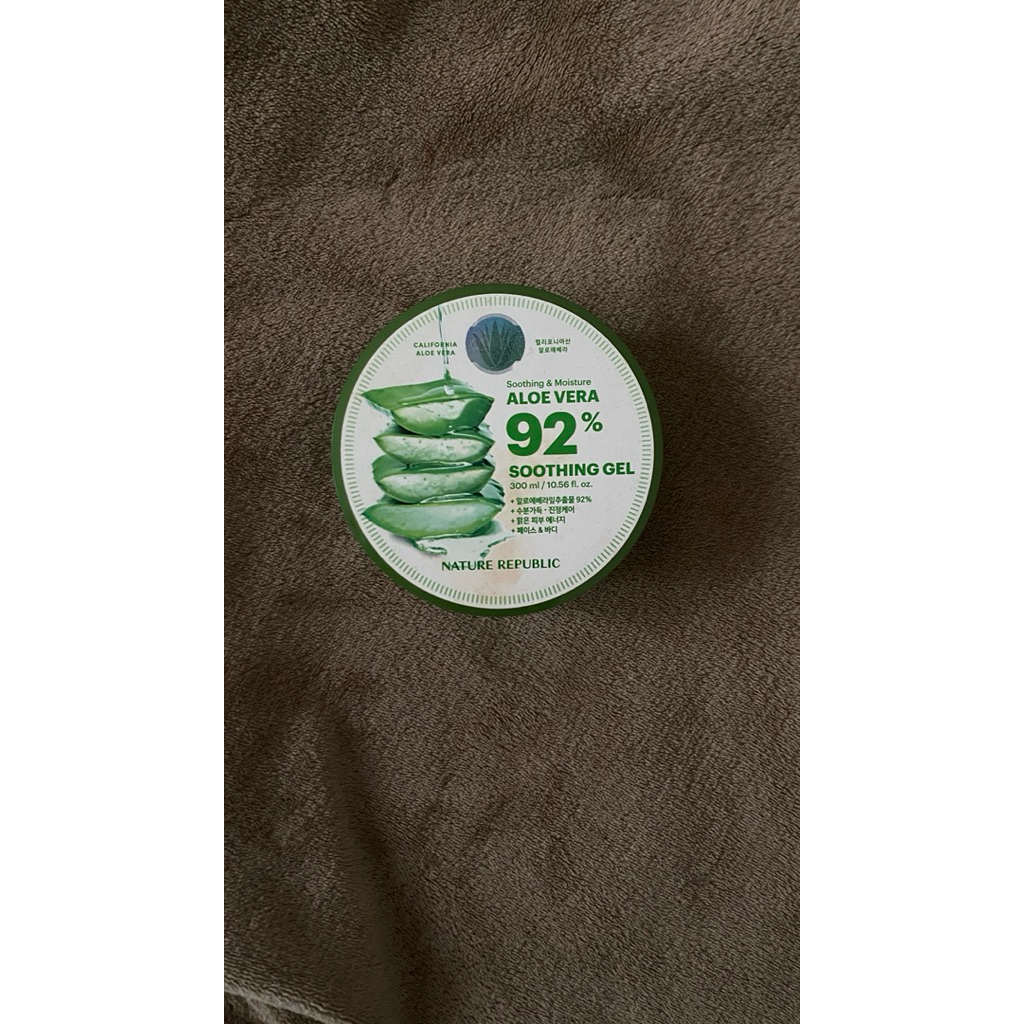 CALIFORNIA
ALOE VERA
캘리포니아산
알로에베라
Soothing & Moisture
ALOE VERA
92%
SOOTHING GEL
300 ml / 10.56 fl. oz.
+ 알로에베라잎추출물 92%
+ 수분가득 · 진정케어
+ 맑은 피부 에너지
+ 페이스 & 바디
NATURE REPUBLIC